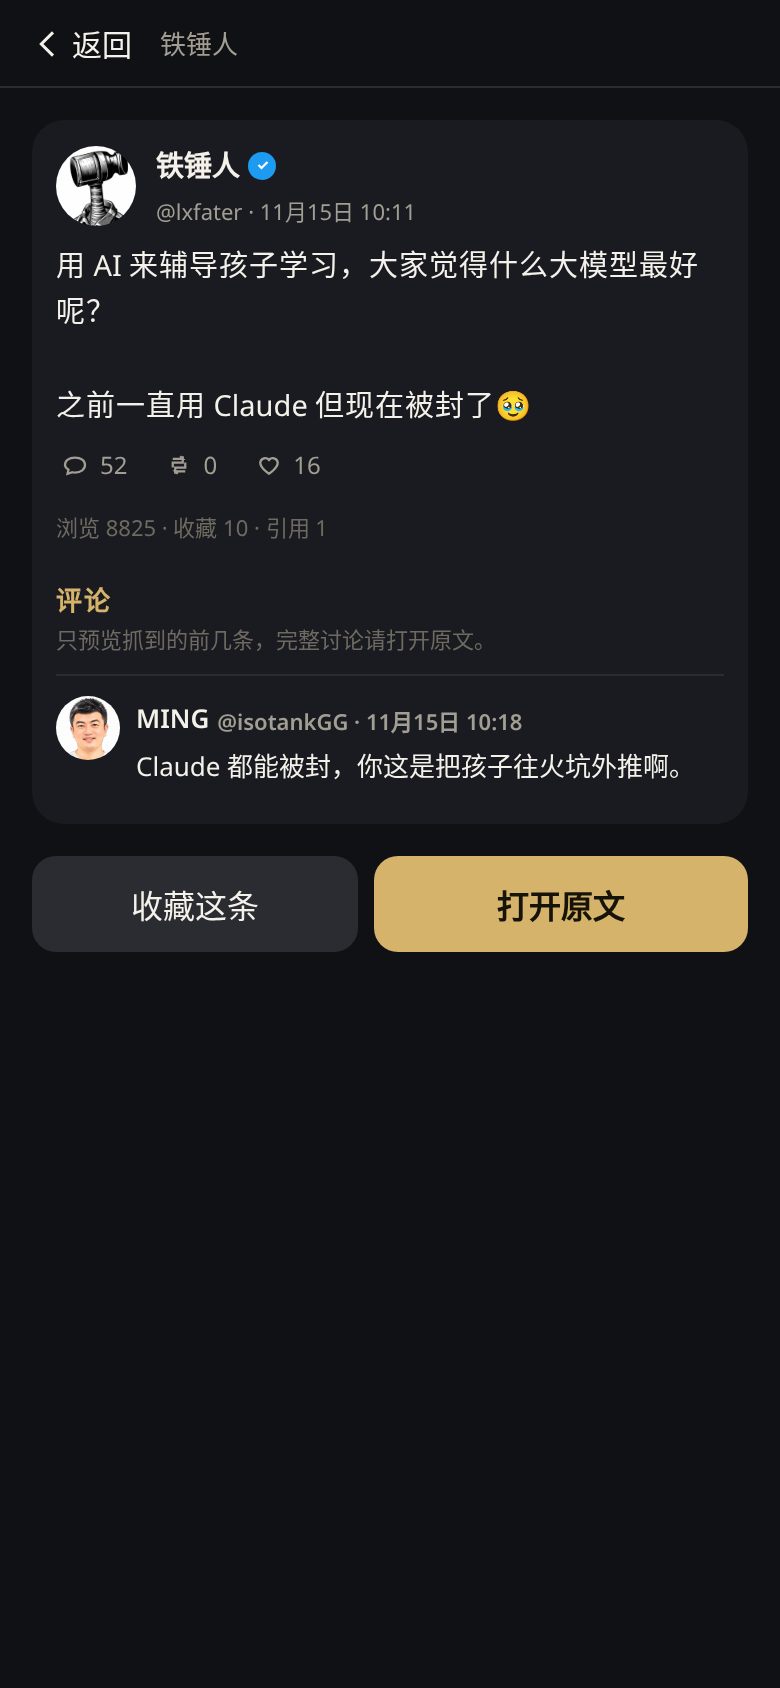 返回 铁锤人
铁锤人
@lxfater · 11月15日 10:11
用 AI 来辅导孩子学习，大家觉得什么大模型最好
呢？
之前一直用 Claude 但现在被封了🥹
52 0 16
浏览 8825 · 收藏 10 · 引用 1
评论
只预览抓到的前几条，完整讨论请打开原文。
MING @isotankGG · 11月15日 10:18
Claude 都能被封，你这是把孩子往火坑外推啊。
收藏这条 打开原文